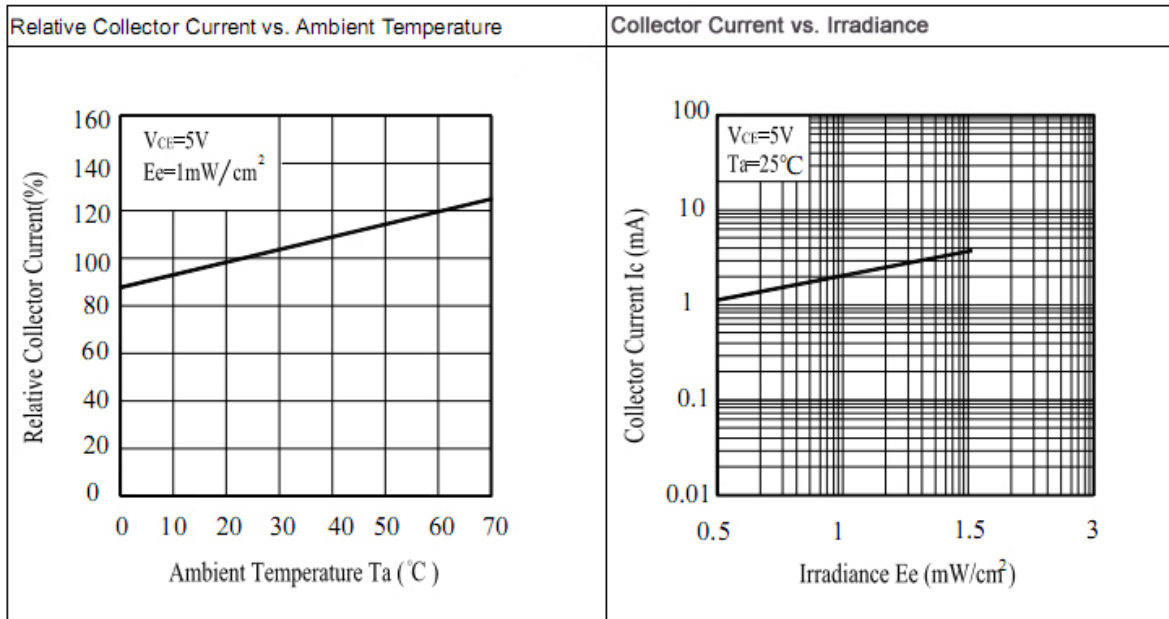 Relative Collector Current vs. Ambient Temperature
Collector Current vs. Irradiance
160
140
120
100
80
60
40
20
0
VCE=5V
Ee=1mW/cm²
Relative Collector Current(%)
0 10 20 30 40 50 60 70
Ambient Temperature Ta (℃)
100
10
1
0.1
0.01
VCE=5V
Ta=25℃
Collector Current Ic (mA)
0.5 1 1.5 3
Irradiance Ee (mW/cm²)